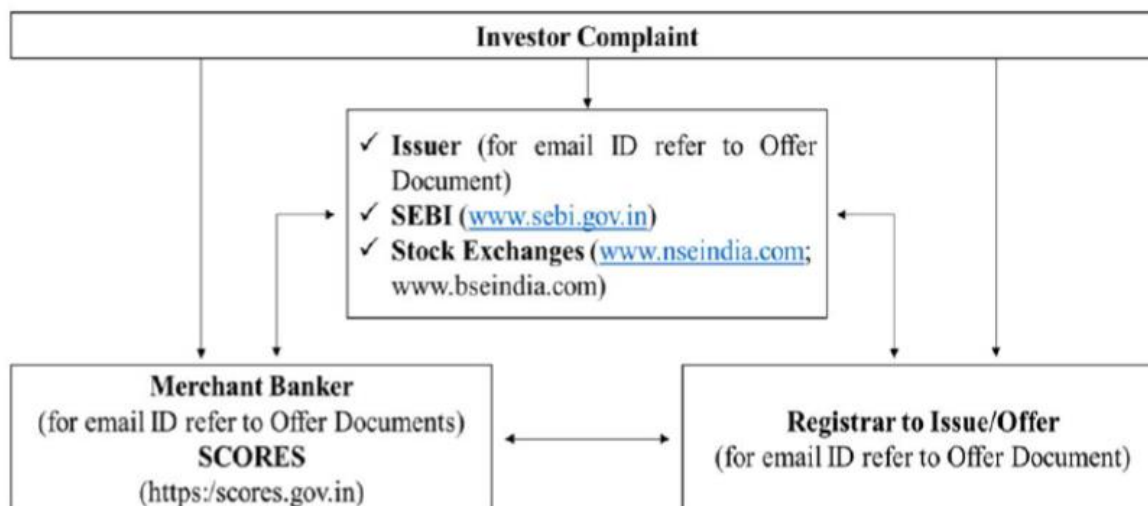 Investor Complaint
✓ Issuer (for email ID refer to Offer
Document)
✓ SEBI (www.sebi.gov.in)
✓ Stock Exchanges (www.nseindia.com;
www.bseindia.com)
Merchant Banker
(for email ID refer to Offer Documents)
SCORES
(https:/scores.gov.in)
Registrar to Issue/Offer
(for email ID refer to Offer Document)